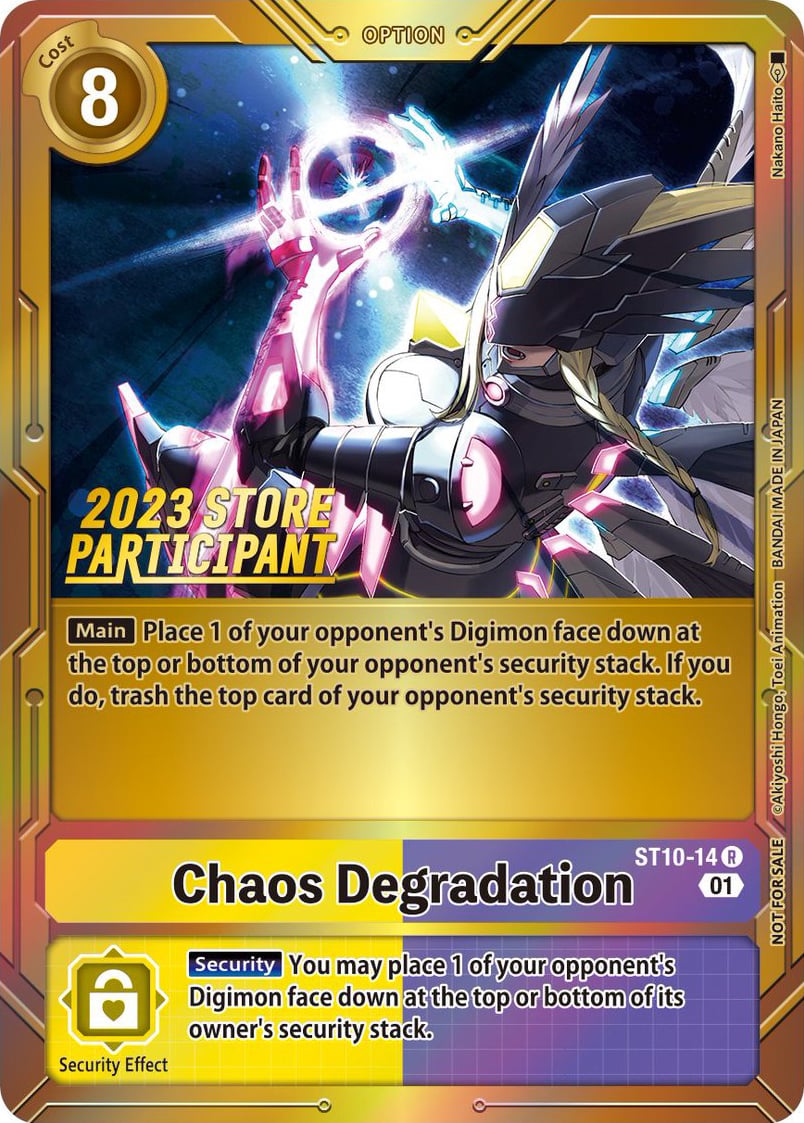 OPTION
Cost
8
Nakano Haito
2023 STORE
PARTICIPANT
Main Place 1 of your opponent's Digimon face down at
the top or bottom of your opponent's security stack. If you
do, trash the top card of your opponent's security stack.
©Akiyoshi Hongo, Toei Animation BANDAI MADE IN JAPAN
NOT FOR SALE
ST10-14 R
Chaos Degradation
01
Security You may place 1 of your opponent's
Digimon face down at the top or bottom of its
owner's security stack.
Security Effect